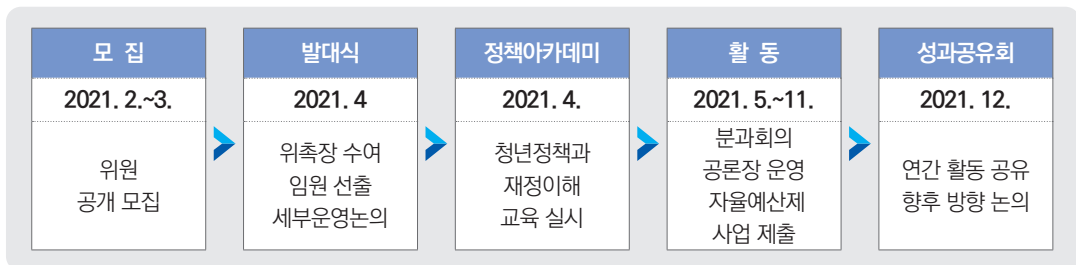 모 집
2021. 2.~3.
위원
공개 모집
발대식
2021. 4
위촉장 수여
임원 선출
세부운영논의
정책아카데미
2021. 4.
청년정책과
재정이해
교육 실시
활 동
2021. 5.~11.
분과회의
공론장 운영
자율예산제
사업 제출
성과공유회
2021. 12.
연간 활동 공유
향후 방향 논의